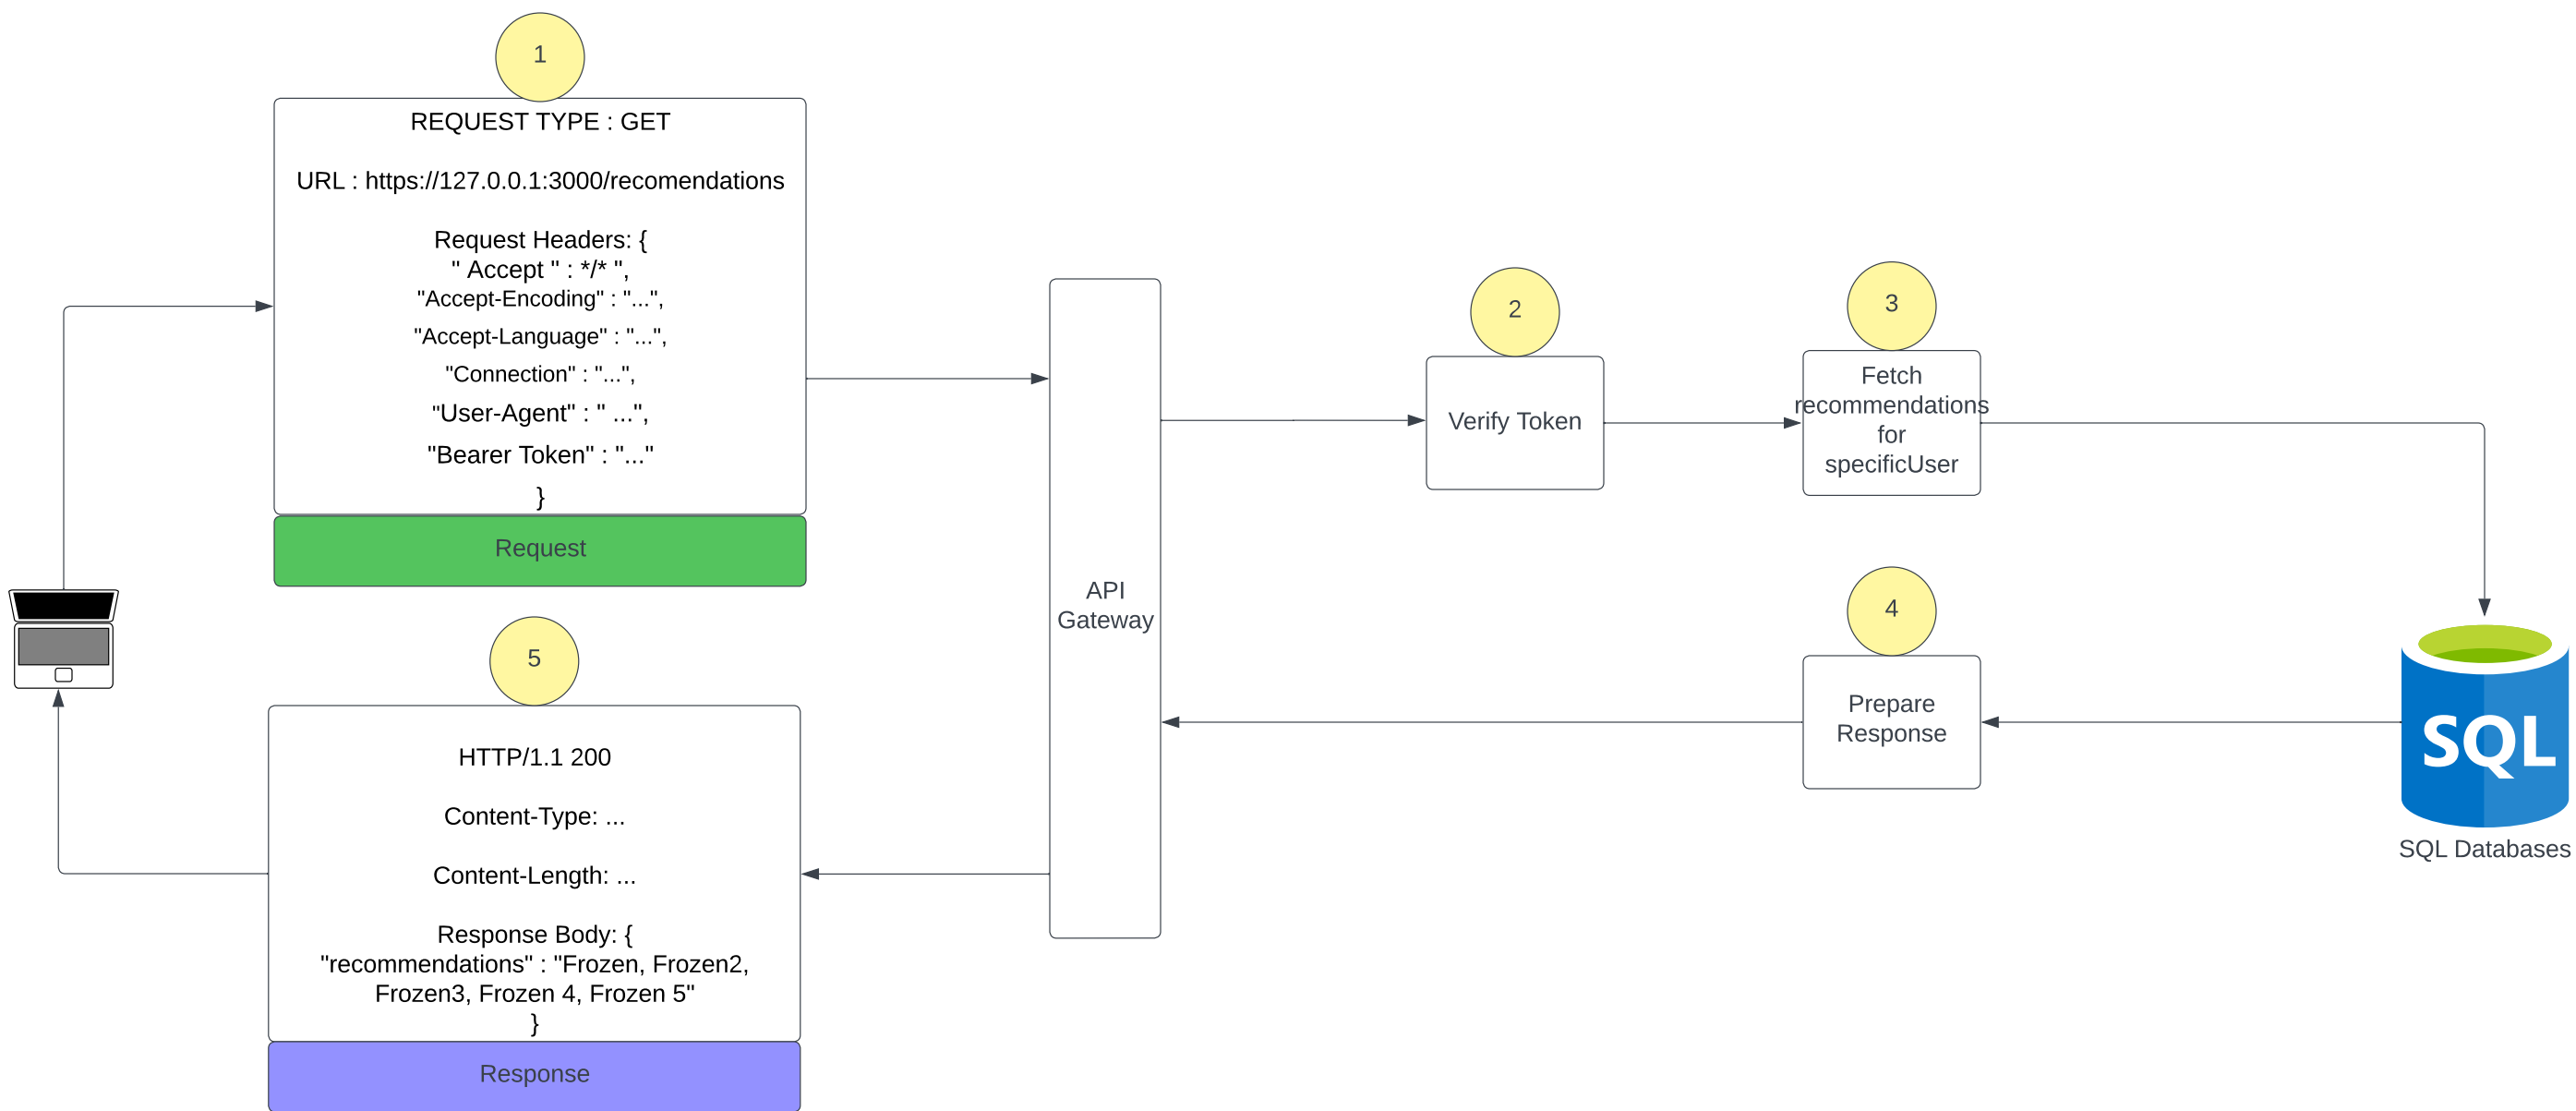 1
REQUEST TYPE : GET
URL : https://127.0.0.1:3000/recomendations
Request Headers: {
" Accept " : */* ",
"Accept-Encoding" : "...",
"Accept-Language" : "...",
"Connection" : "...",
"User-Agent" : " ...",
"Bearer Token" : "..."
}
Request
API
Gateway
2
Verify Token
3
Fetch
recommendations
for
specificUser
SQL
SQL Databases
4
Prepare
Response
5
HTTP/1.1 200
Content-Type: ...
Content-Length: ...
Response Body: {
"recommendations" : "Frozen, Frozen2,
Frozen3, Frozen 4, Frozen 5"
}
Response